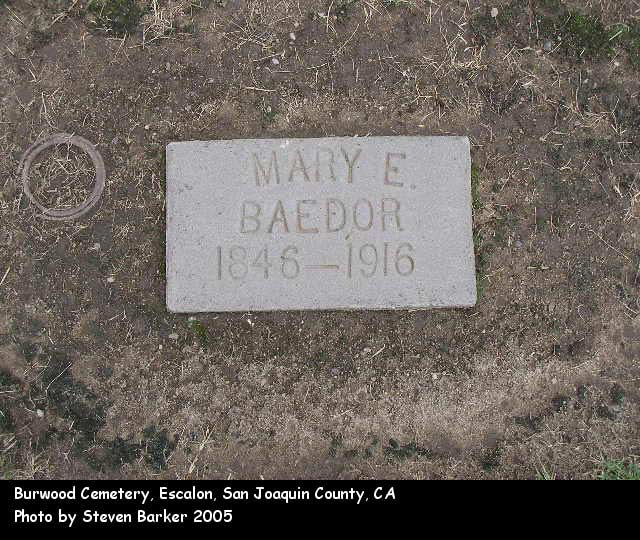 MARY E.
BAEDOR
1846—1916
Burwood Cemetery, Escalon, San Joaquin County, CA
Photo by Steven Barker 2005